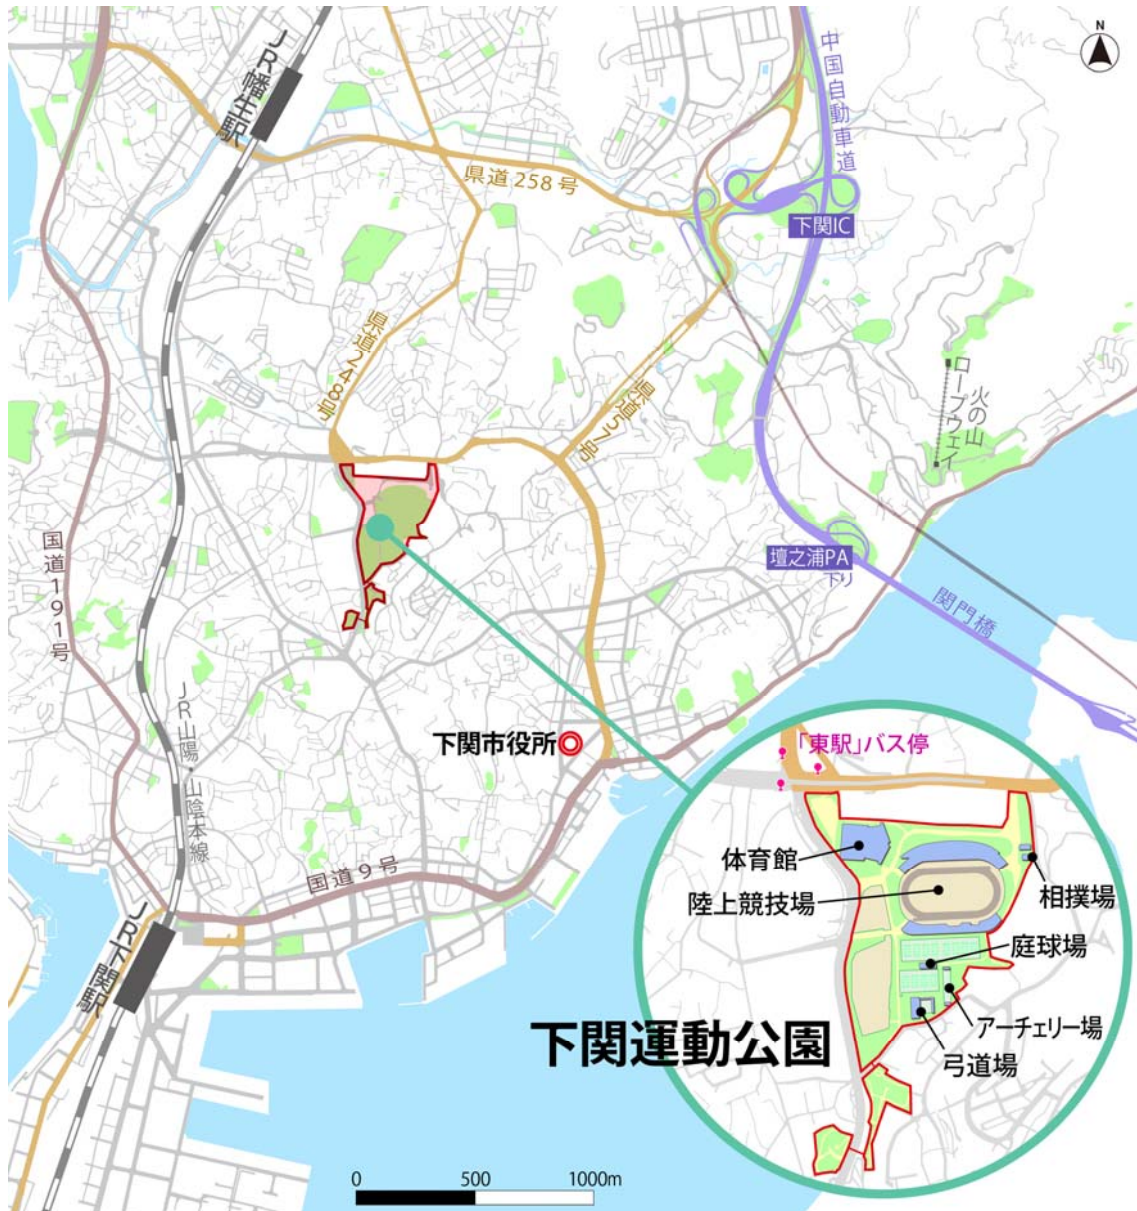 N
JR幡生駅
中国自動車道
県道258号
下関IC
県道248号
県道57号
火の山
ロープウェイ
国道191号
壇之浦PA
下り
関門橋
JR山陽・山陰本線
下関市役所
「東駅」バス停
体育館
陸上競技場
相撲場
国道9号
庭球場
JR下関駅
アーチェリー場
下関運動公園
弓道場
0 500 1000m